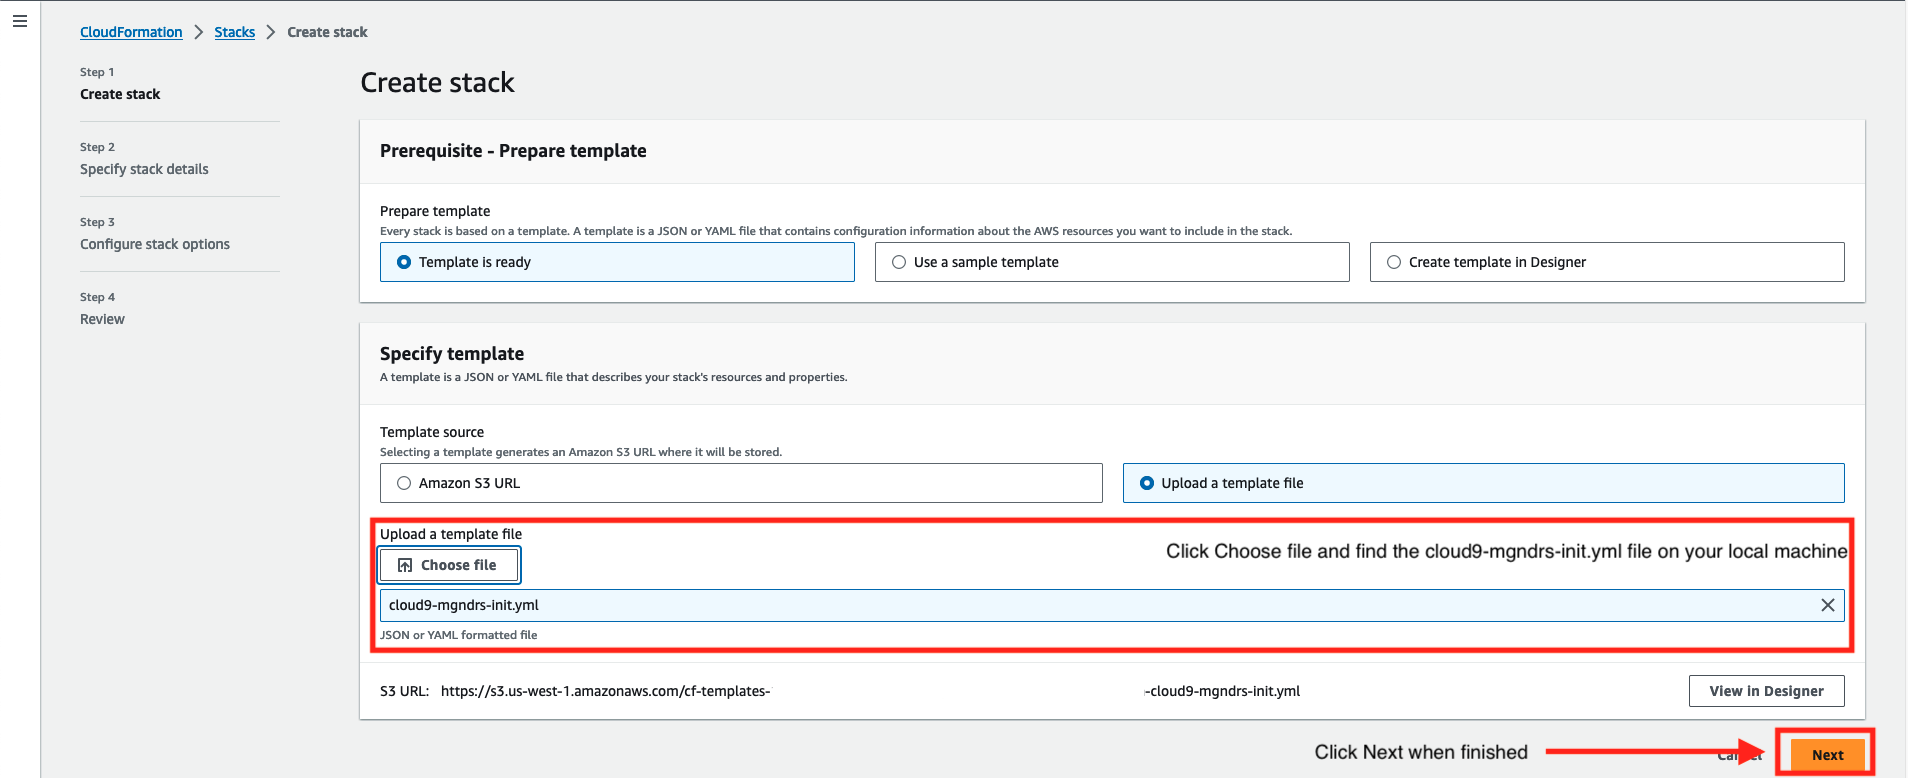 CloudFormation > Stacks > Create stack
Step 1
Create stack
Step 2
Specify stack details
Step 3
Configure stack options
Step 4
Review
Create stack
Prerequisite - Prepare template
Prepare template
Every stack is based on a template. A template is a JSON or YAML file that contains configuration information about the AWS resources you want to include in the stack.
Template is ready
Use a sample template
Create template in Designer
Specify template
A template is a JSON or YAML file that describes your stack's resources and properties.
Template source
Selecting a template generates an Amazon S3 URL where it will be stored.
Amazon S3 URL
Upload a template file
Upload a template file
Choose file
Click Choose file and find the cloud9-mgndrs-init.yml file on your local machine
cloud9-mgndrs-init.yml
JSON or YAML formatted file
S3 URL: https://s3.us-west-1.amazonaws.com/cf-templates- -cloud9-mgndrs-init.yml
View in Designer
Click Next when finished
Next